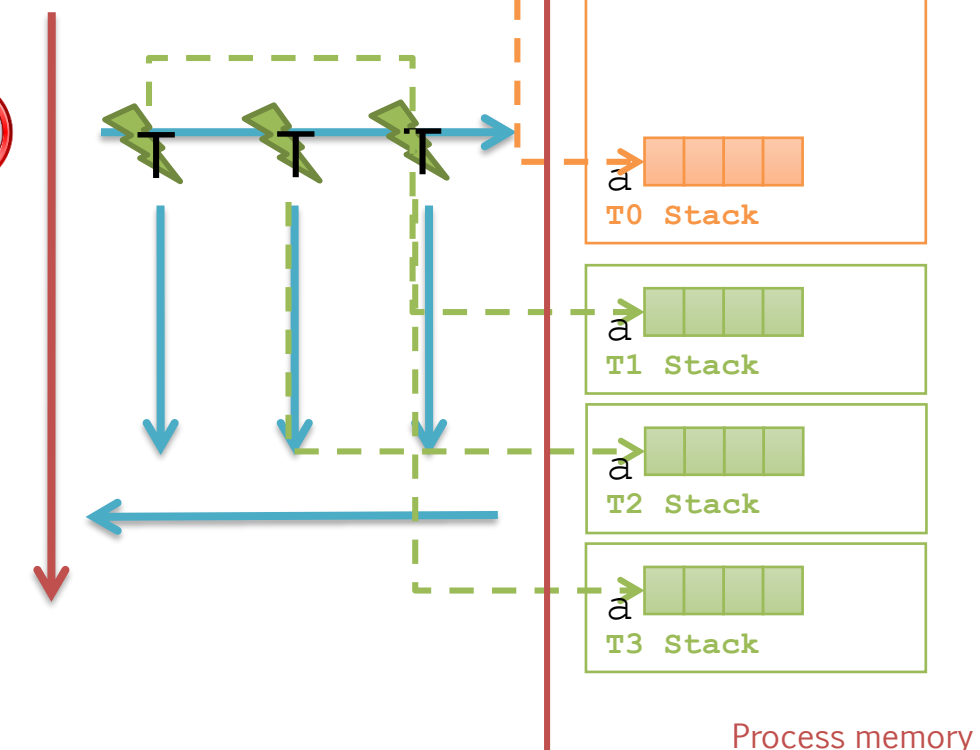 T T T
a
T0 Stack
a
T1 Stack
a
T2 Stack
a
T3 Stack
Process memory